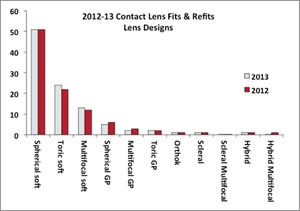 2012-13 Contact Lens Fits & Refits
Lens Designs
60
50
40
30
20
10
0
2013
2012
Spherical soft
Toric soft
Multifocal soft
Spherical GP
Multifocal GP
Toric GP
Orthok
Scleral
Scleral Multifocal
Hybrid
Hybrid Multifocal